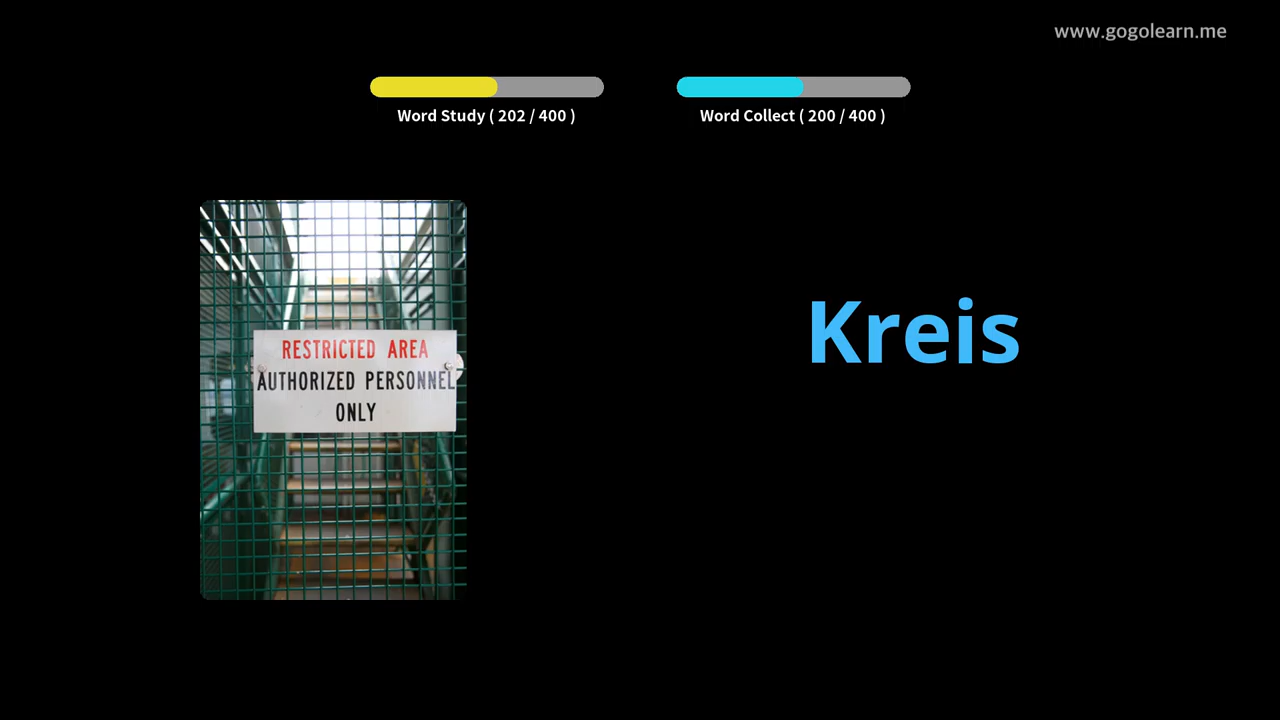 www.gogolearn.me
Word Study ( 202 / 400 )
Word Collect ( 200 / 400 )
RESTRICTED AREA
AUTHORIZED PERSONNEL
ONLY
Kreis